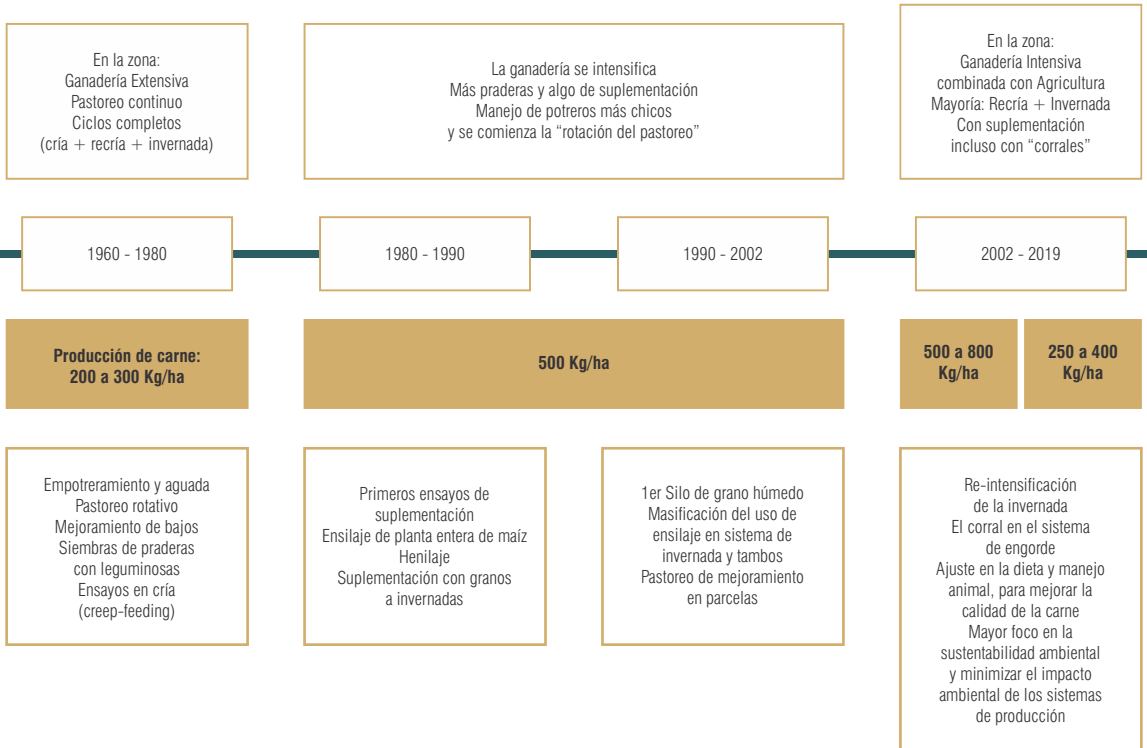 En la zona:
Ganadería Extensiva
Pastoreo continuo
Ciclos completos
(cría + recría + invernada)
La ganadería se intensifica
Más praderas y algo de suplementación
Manejo de potreros más chicos
y se comienza la “rotación del pastoreo”
En la zona:
Ganadería Intensiva
combinada con Agricultura
Mayoría: Recría + Invernada
Con suplementación
incluso con “corrales”
1960 - 1980
1980 - 1990
1990 - 2002
2002 - 2019
Producción de carne:
200 a 300 Kg/ha
500 Kg/ha
500 a 800
Kg/ha
250 a 400
Kg/ha
Empotreramiento y aguada
Pastoreo rotativo
Mejoramiento de bajos
Siembras de praderas
con leguminosas
Ensayos en cría
(creep-feeding)
Primeros ensayos de
suplementación
Ensilaje de planta entera de maíz
Henilaje
Suplementación con granos
a invernadas
1er Silo de grano húmedo
Masificación del uso de
ensilaje en sistema de
invernada y tambos
Pastoreo de mejoramiento
en parcelas
Re-intensificación
de la invernada
El corral en el sistema
de engorde
Ajuste en la dieta y manejo
animal, para mejorar la
calidad de la carne
Mayor foco en la
sustentabilidad ambiental
y minimizar el impacto
ambiental de los sistemas
de producción